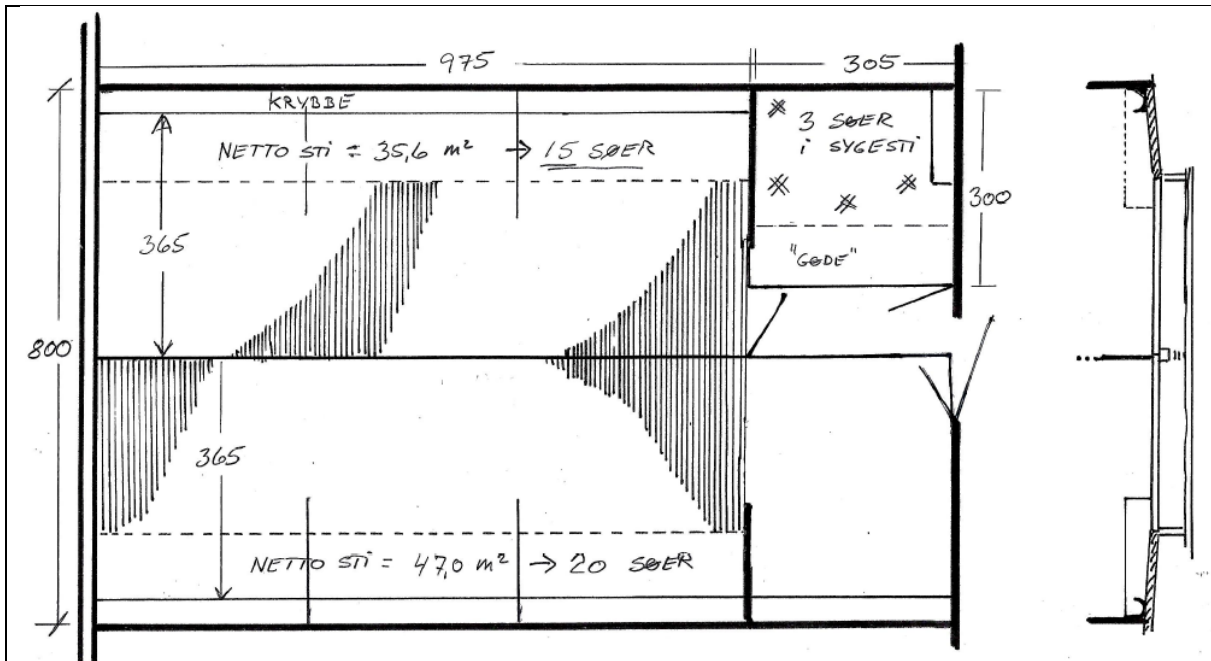 975
305
KRYBBE
NETTO STI = 35,6 m² → 15 SØER
3 SØER
i SYGESTI
365
300
"GØDE"
800
365
NETTO STI = 47,0 m² → 20 SØER